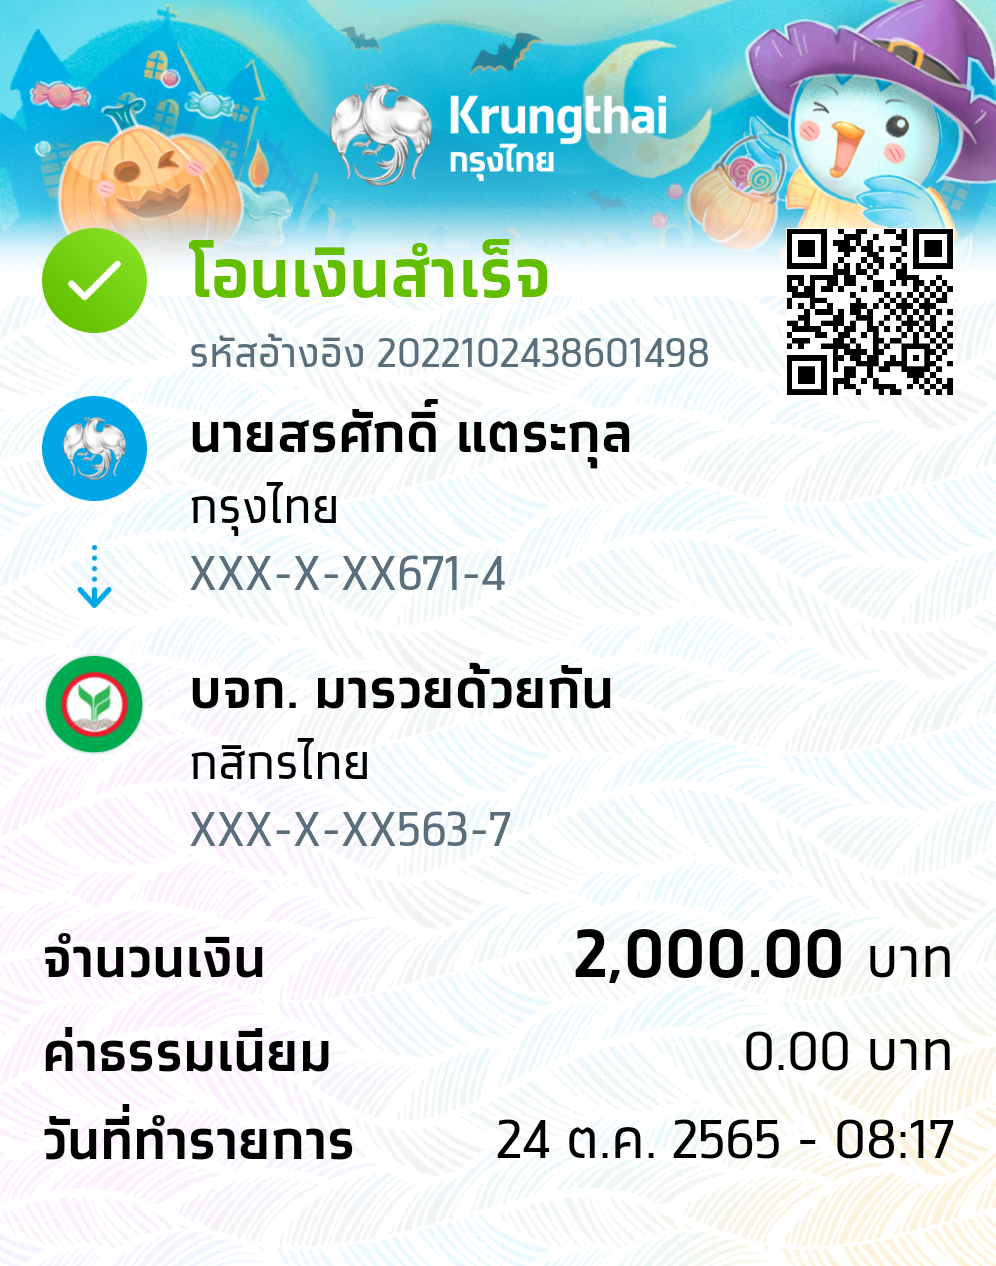 Krungthai
กรุงไทย
โอนเงินสำเร็จ
รหัสอ้างอิง 2022102438601498
นายสรศักดิ์ แตระกุล
กรุงไทย
XXX-X-XX671-4
บจก. มารวยด้วยกัน
กสิกรไทย
XXX-X-XX563-7
จำนวนเงิน 2,000.00 บาท
ค่าธรรมเนียม 0.00 บาท
วันที่ทำรายการ 24 ต.ค. 2565 - 08:17